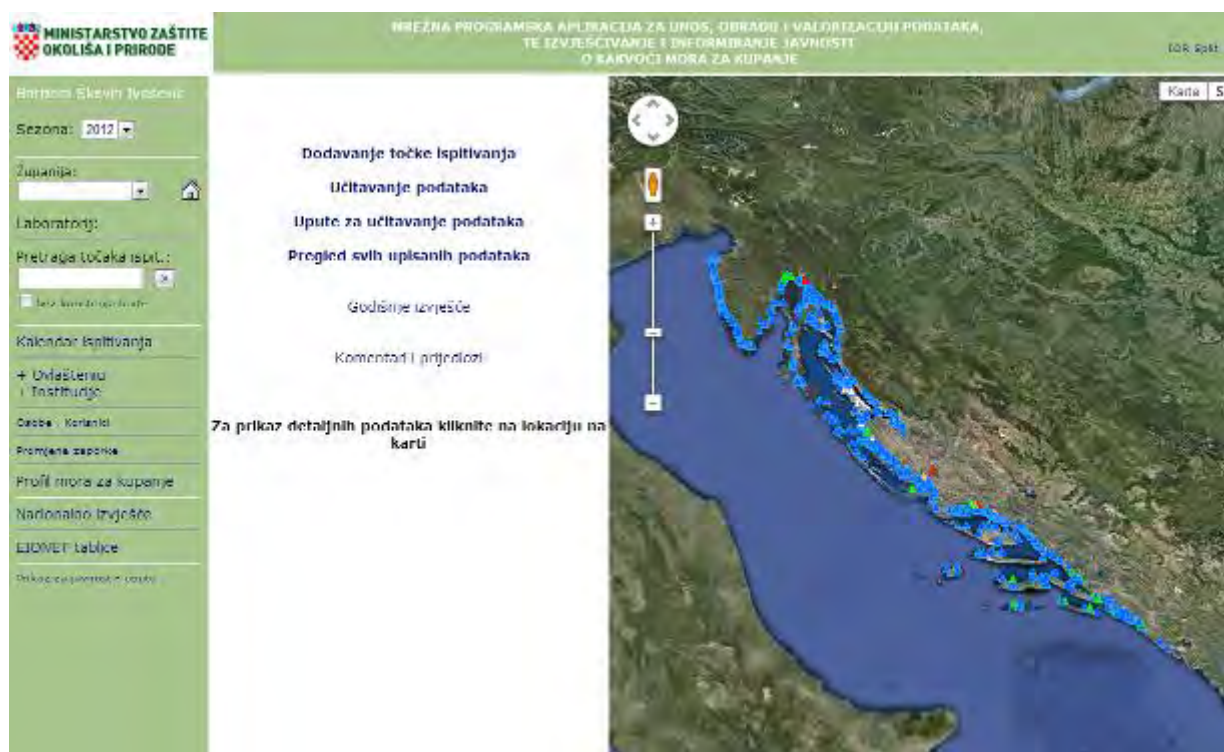 MINISTARSTVO ZAŠTITE
OKOLIŠA I PRIRODE
MREŽNA PROGRAMSKA APLIKACIJA ZA UNOS, OBRADU I VALORIZACIJU PODATAKA,
TE IZVJEŠĆIVANJE I INFORMIRANJE JAVNOSTI
O KAKVOĆI MORA ZA KUPANJE
Sezona: 2012
Županija:
Laboratorij:
Pretraga točaka ispit.:
Kalendar ispitivanja
+ Ovlaštenici
Institucije
Osobe - Korisnici
Promjena zaporke
Profil mora za kupanje
Nacionalno izvješće
EIONET tablice
Dodavanje točke ispitivanja
Učitavanje podataka
Upute za učitavanje podataka
Pregled svih upisanih podataka
Godišnje izvješće
Komentari i prijedlozi
Za prikaz detaljnih podataka kliknite na lokaciju na
karti
Karta S